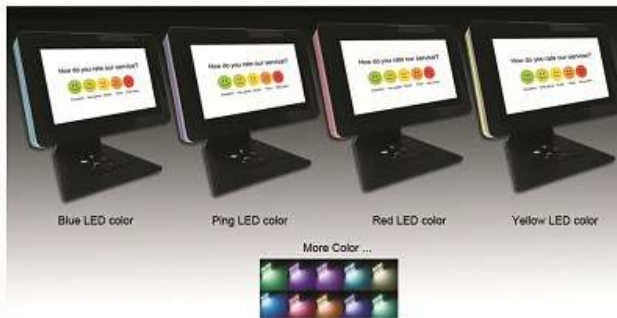 How do you rate our service?
How do you rate our service?
How do you rate our service?
How do you rate our service?
Blue LED color
Ping LED color
Red LED color
Yellow LED color
More Color ...